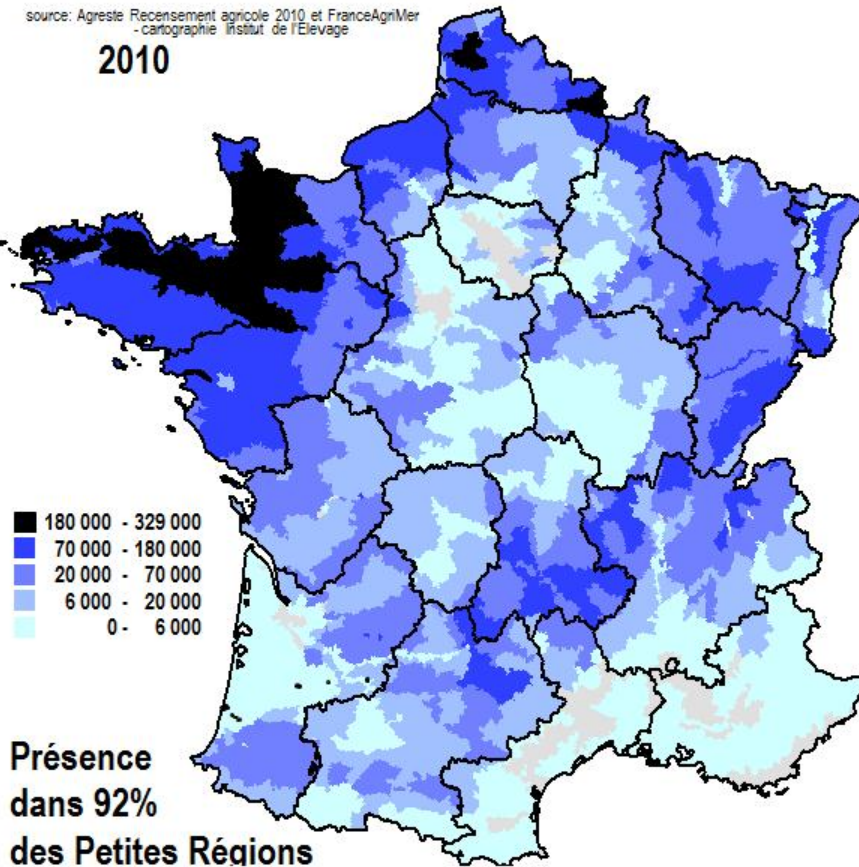 source: Agreste Recensement agricole 2010 et FranceAgriMer
- cartographie Institut de l'Elevage
2010
180 000 - 329 000
70 000 - 180 000
20 000 - 70 000
6 000 - 20 000
0 - 6 000
Présence
dans 92%
des Petites Régions